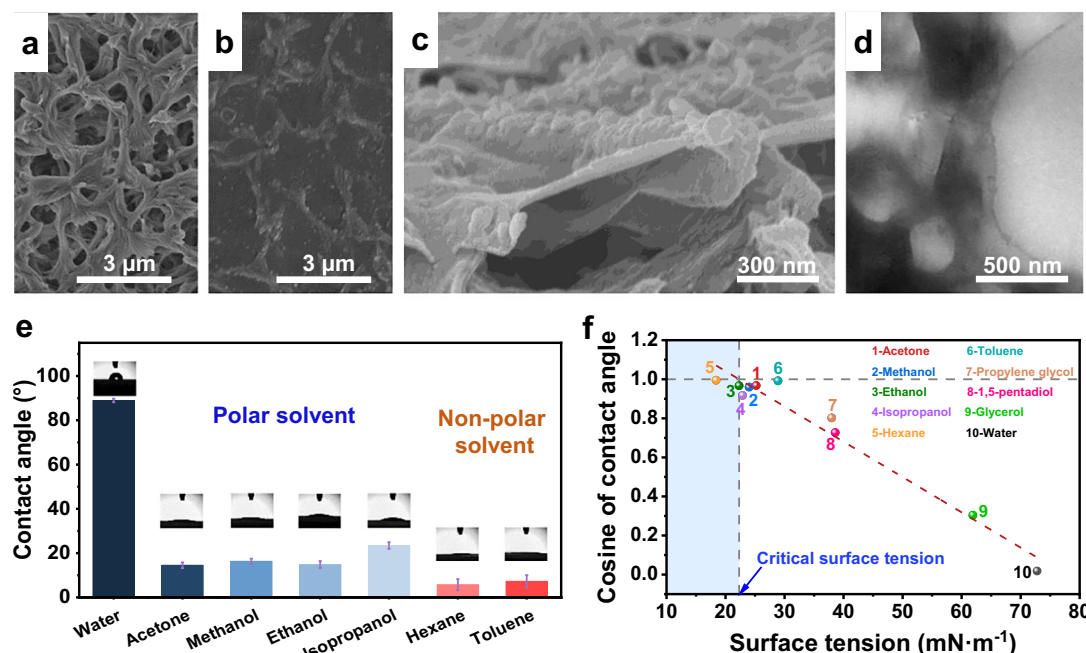 a
b
c
d
3 µm
3 µm
300 nm
500 nm
e
Contact angle (°)
100
80
60
40
20
0
Polar solvent
Non-polar
solvent
Water
Acetone
Methanol
Ethanol
Isopropanol
Hexane
Toluene
f
Cosine of contact angle
1.2
1.0
0.8
0.6
0.4
0.2
0.0
1-Acetone
2-Methanol
3-Ethanol
4-Isopropanol
5-Hexane
6-Toluene
7-Propylene glycol
8-1,5-pentadiol
9-Glycerol
10-Water
5
3
4
2
1
6
7
8
9
10
Critical surface tension
10
20
30
40
50
60
70
80
Surface tension (mN·m⁻¹)